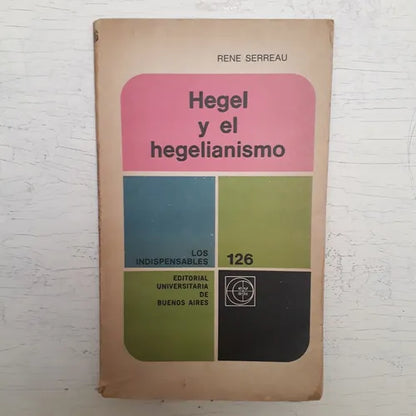 RENE SERREAU
Hegel
y el
hegelianismo
LOS
INDISPENSABLES
126
EDITORIAL
UNIVERSITARIA
DE
BUENOS AIRES